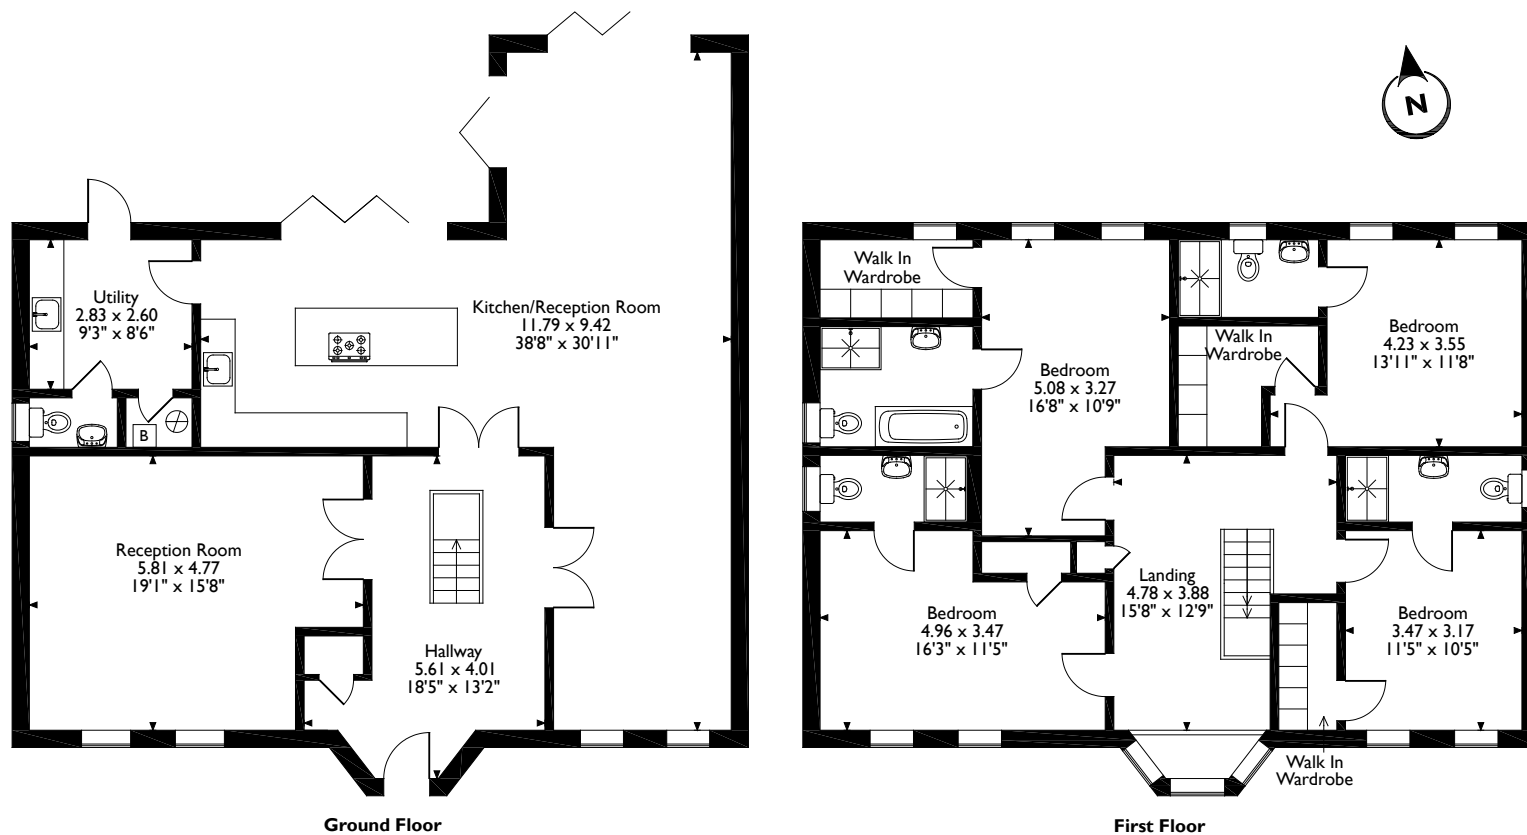 N
Utility
2.83 x 2.60
9'3" x 8'6"
Kitchen/Reception Room
11.79 x 9.42
38'8" x 30'11"
B
Reception Room
5.81 x 4.77
19'1" x 15'8"
Hallway
5.61 x 4.01
18'5" x 13'2"
Ground Floor
Walk In
Wardrobe
Bedroom
5.08 x 3.27
16'8" x 10'9"
Walk In
Wardrobe
Bedroom
4.23 x 3.55
13'11" x 11'8"
Bedroom
4.96 x 3.47
16'3" x 11'5"
Landing
4.78 x 3.88
15'8" x 12'9"
Bedroom
3.47 x 3.17
11'5" x 10'5"
Walk In
Wardrobe
First Floor